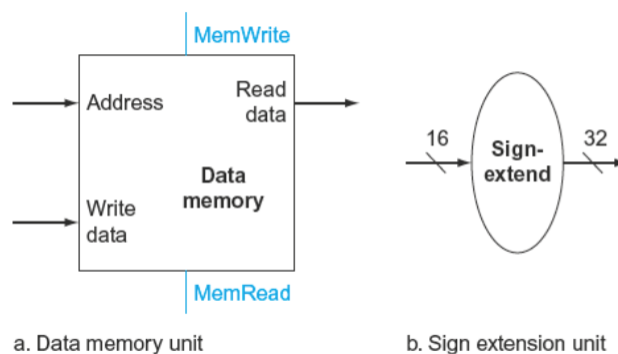 MemWrite
Address
Read
data
Data
memory
Write
data
MemRead
16
Sign-
extend
32
a. Data memory unit
b. Sign extension unit